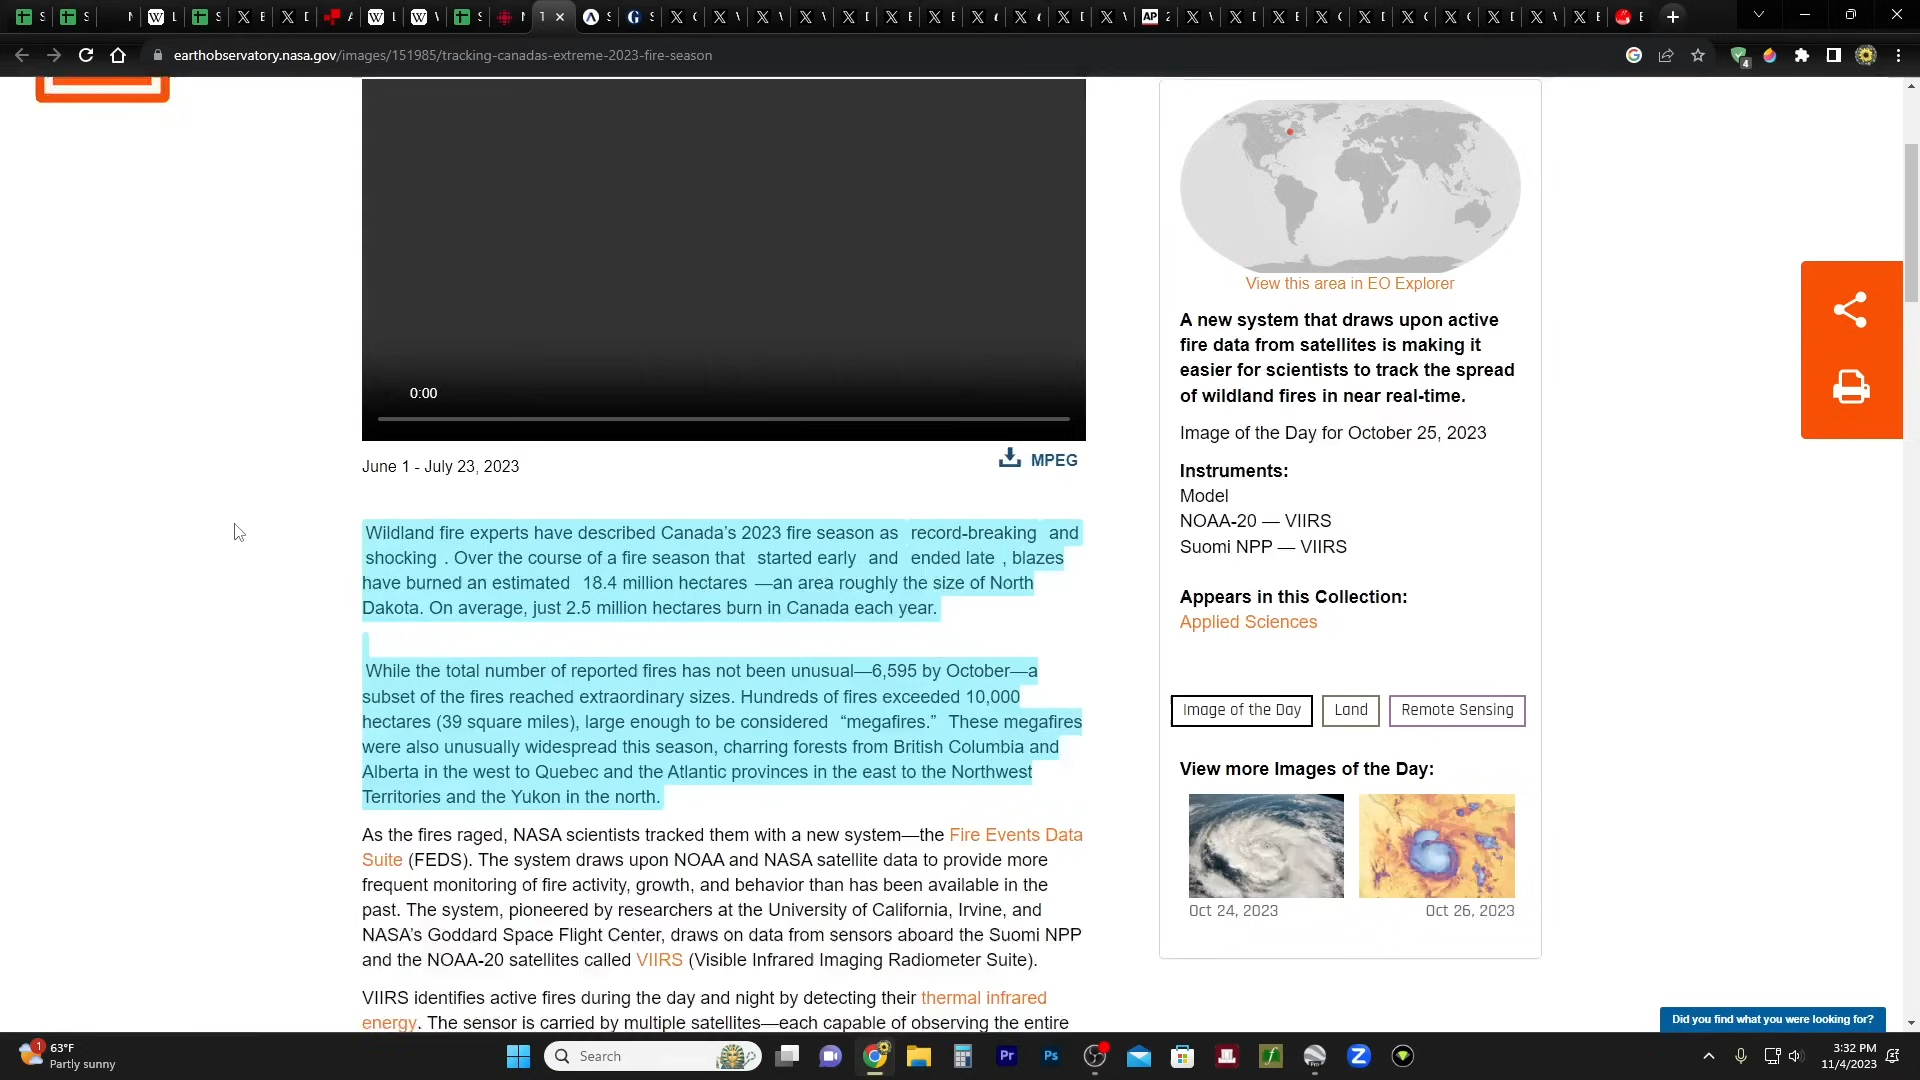 earthobservatory.nasa.gov/images/151985/tracking-canadas-extreme-2023-fire-season
0:00
June 1 - July 23, 2023
MPEG
Wildland fire experts have described Canada’s 2023 fire season as record-breaking and
shocking . Over the course of a fire season that started early and ended late , blazes
have burned an estimated 18.4 million hectares —an area roughly the size of North
Dakota. On average, just 2.5 million hectares burn in Canada each year.
While the total number of reported fires has not been unusual—6,595 by October—a
subset of the fires reached extraordinary sizes. Hundreds of fires exceeded 10,000
hectares (39 square miles), large enough to be considered “megafires.” These megafires
were also unusually widespread this season, charring forests from British Columbia and
Alberta in the west to Quebec and the Atlantic provinces in the east to the Northwest
Territories and the Yukon in the north.
As the fires raged, NASA scientists tracked them with a new system—the Fire Events Data
Suite (FEDS). The system draws upon NOAA and NASA satellite data to provide more
frequent monitoring of fire activity, growth, and behavior than has been available in the
past. The system, pioneered by researchers at the University of California, Irvine, and
NASA’s Goddard Space Flight Center, draws on data from sensors aboard the Suomi NPP
and the NOAA-20 satellites called VIIRS (Visible Infrared Imaging Radiometer Suite).
VIIRS identifies active fires during the day and night by detecting their thermal infrared
energy. The sensor is carried by multiple satellites—each capable of observing the entire
View this area in EO Explorer
A new system that draws upon active
fire data from satellites is making it
easier for scientists to track the spread
of wildland fires in near real-time.
Image of the Day for October 25, 2023
Instruments:
Model
NOAA-20 — VIIRS
Suomi NPP — VIIRS
Appears in this Collection:
Applied Sciences
Image of the Day
Land
Remote Sensing
View more Images of the Day:
Oct 24, 2023
Oct 26, 2023
Did you find what you were looking for?
1
63°F
Partly sunny
Search
Pr
Ps
3:32 PM
11/4/2023